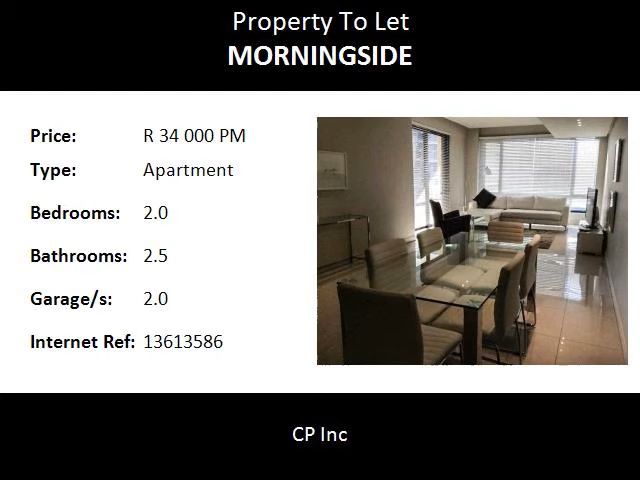 Property To Let
MORNINGSIDE
Price: R 34 000 PM
Type: Apartment
Bedrooms: 2.0
Bathrooms: 2.5
Garage/s: 2.0
Internet Ref: 13613586
CP Inc